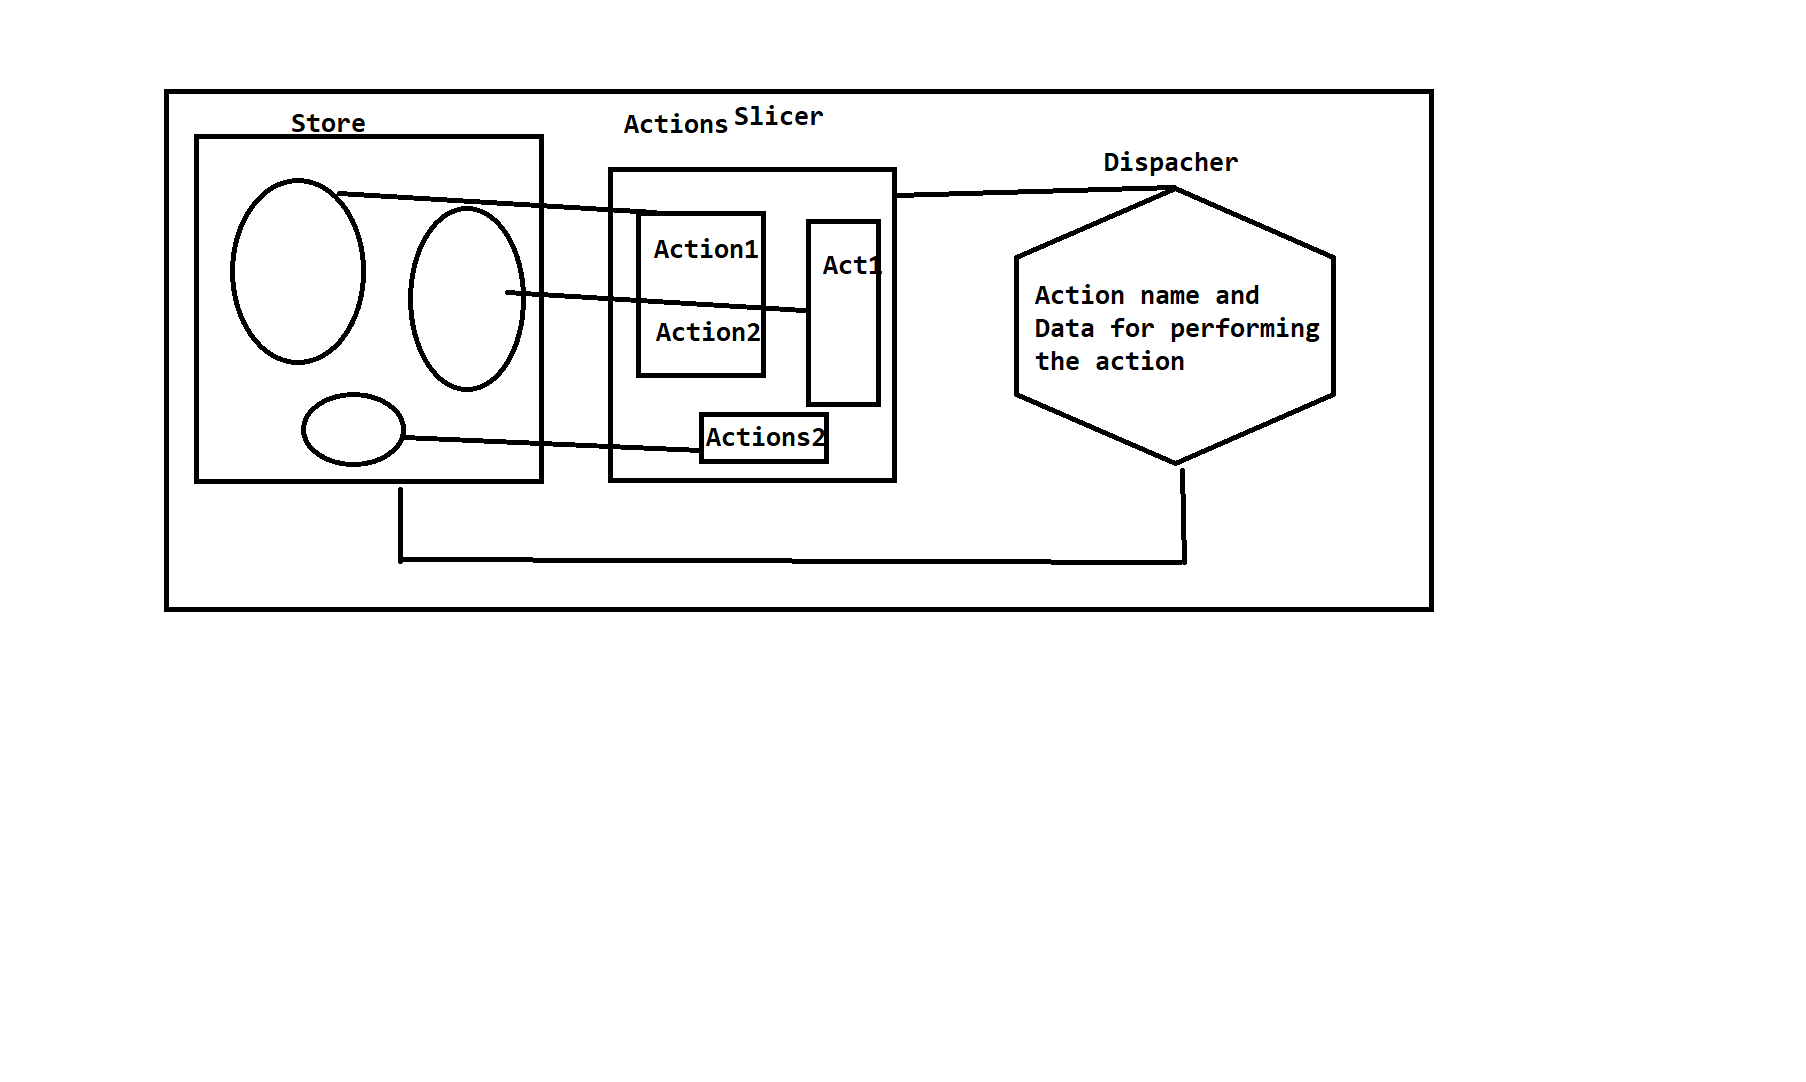 Store
Actions Slicer
Dispacher
Action1
Action2
Act1
Actions2
Action name and
Data for performing
the action